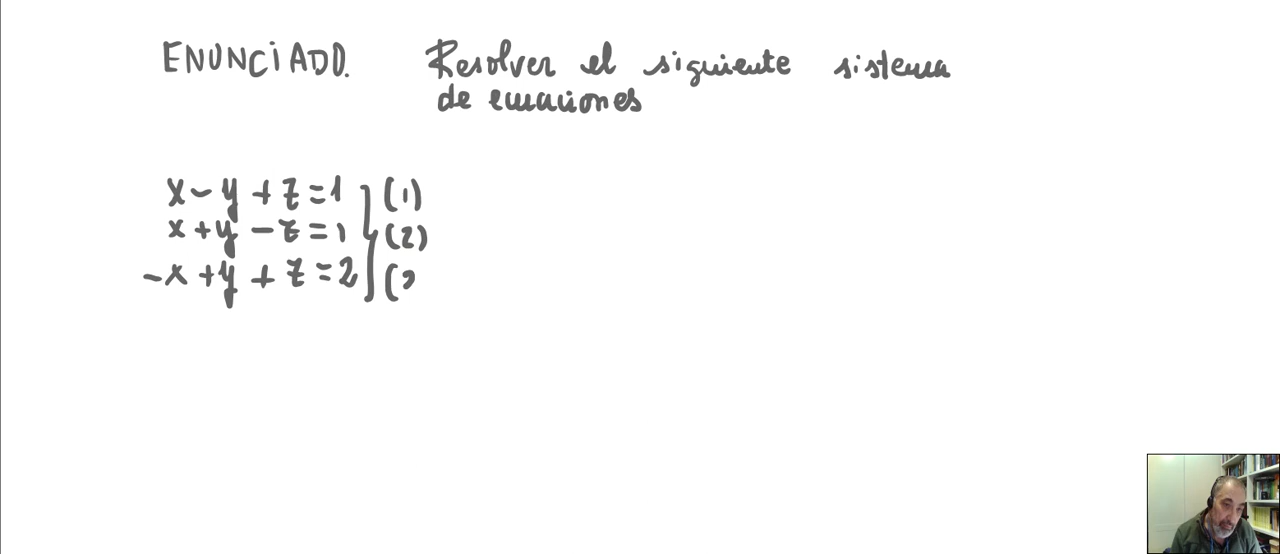 ENUNCIADO. Resolver el siguiente sistema
de ecuaciones
x - y + z = 1 (1)
x + y - z = 1 (2)
-x + y + z = 2 (